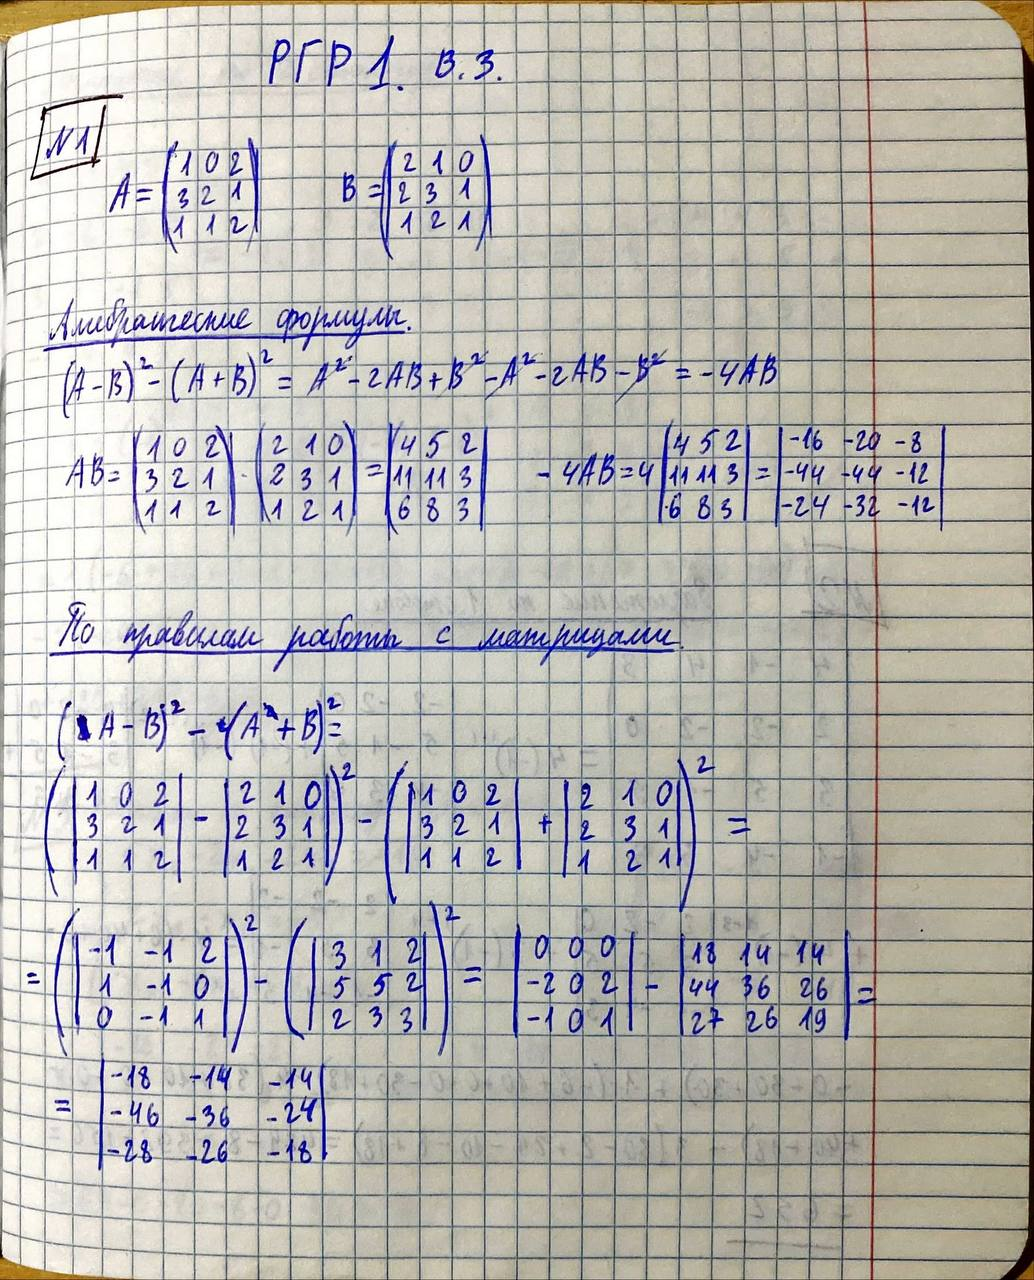 РГР 1. В.3.
№1
A = (1 0 2 B = (2 1 0
3 2 1 2 3 1
1 1 2) 1 2 1)
Алгебраические формулы.
(A-B)² - (A+B)² = A² - 2AB + B² - A² - 2AB - B² = -4AB
AB = (1 0 2 · (2 1 0 = |4 5 2 - 4AB = 4 |4 5 2 = |-16 -20 -8
3 2 1 2 3 1 11 11 3 11 11 3 -44 -44 -12
1 1 2) 1 2 1) 6 8 3| 6 8 3| -24 -32 -12|
По правилам работы с матрицами.
(A-B)² - (A+B)² =
(|1 0 2 - |2 1 0)² - (|1 0 2 + |2 1 0)² =
3 2 1 2 3 1 3 2 1 2 3 1
1 1 2| 1 2 1| 1 1 2| 1 2 1|
= (|-1 -1 2)² - (|3 1 2)² = |0 0 0 - |18 14 14 =
1 -1 0 5 5 2 -2 0 2 44 36 26
0 -1 1| 2 3 3| -1 0 1| 27 26 19|
= |-18 -14 -14
-46 -36 -24
-28 -26 -18|